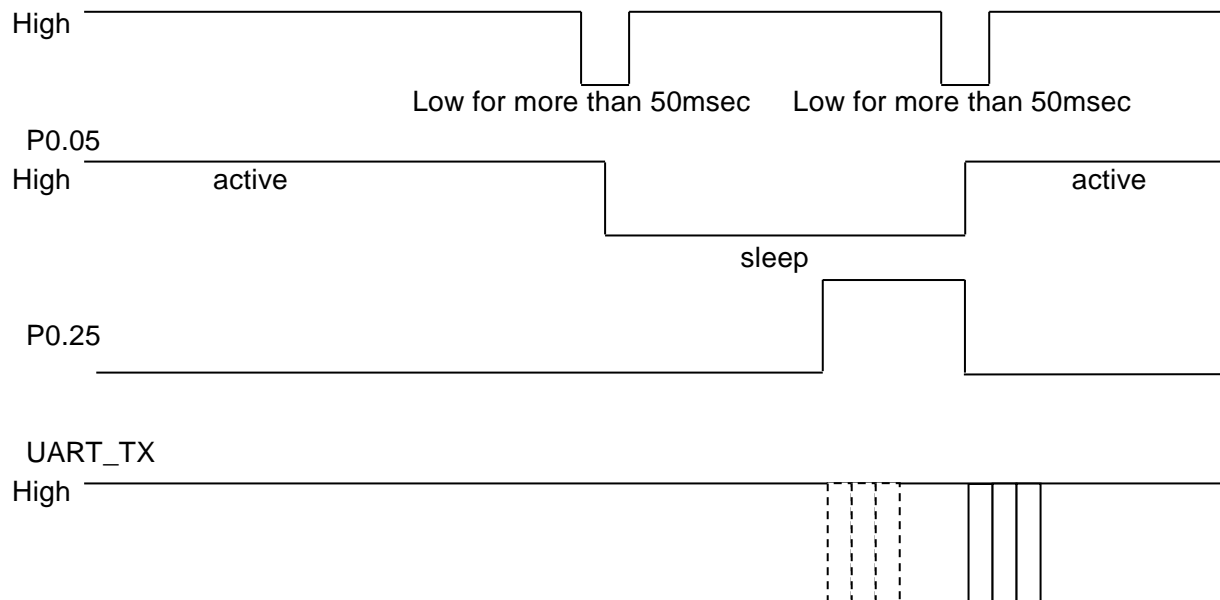 High
Low for more than 50msec Low for more than 50msec
P0.05
High active active
sleep
P0.25
UART_TX
High